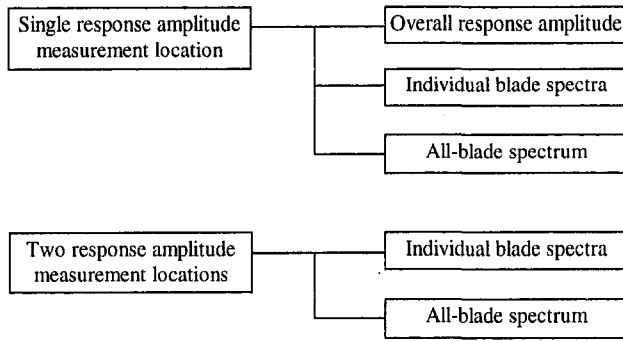 Single response amplitude
measurement location
Overall response amplitude
Individual blade spectra
All-blade spectrum
Two response amplitude
measurement locations
Individual blade spectra
All-blade spectrum